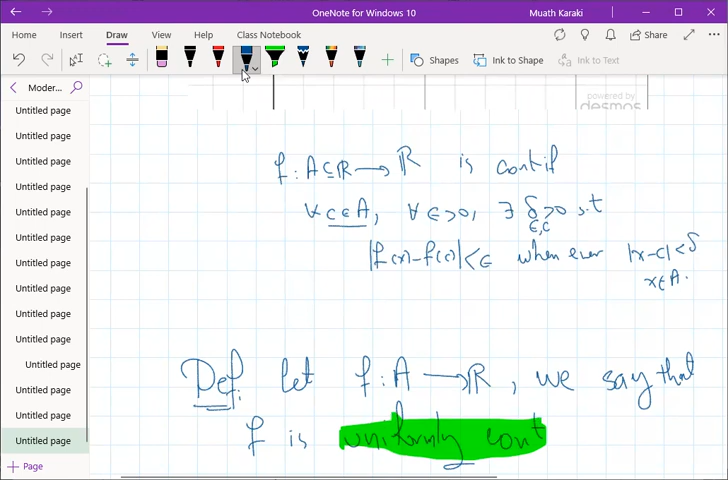 OneNote for Windows 10
Muath Karaki
Home Insert Draw View Help Class Notebook
Share
Shapes Ink to Shape Ink to Text
Moder...
Untitled page
Untitled page
Untitled page
Untitled page
Untitled page
Untitled page
Untitled page
Untitled page
Untitled page
Untitled page
Untitled page
Untitled page
Untitled page
Untitled page
+ Page
powered by
desmos
f : A ⊆ ℝ → ℝ is cont if
∀ c ∈ A, ∀ ϵ > 0, ∃ δ > 0 s.t
ϵ, c
|f(x) - f(c)| < ϵ when ever |x - c| < δ
x ∈ A.
Def: let f : A → ℝ, we say that
f is uniformly cont